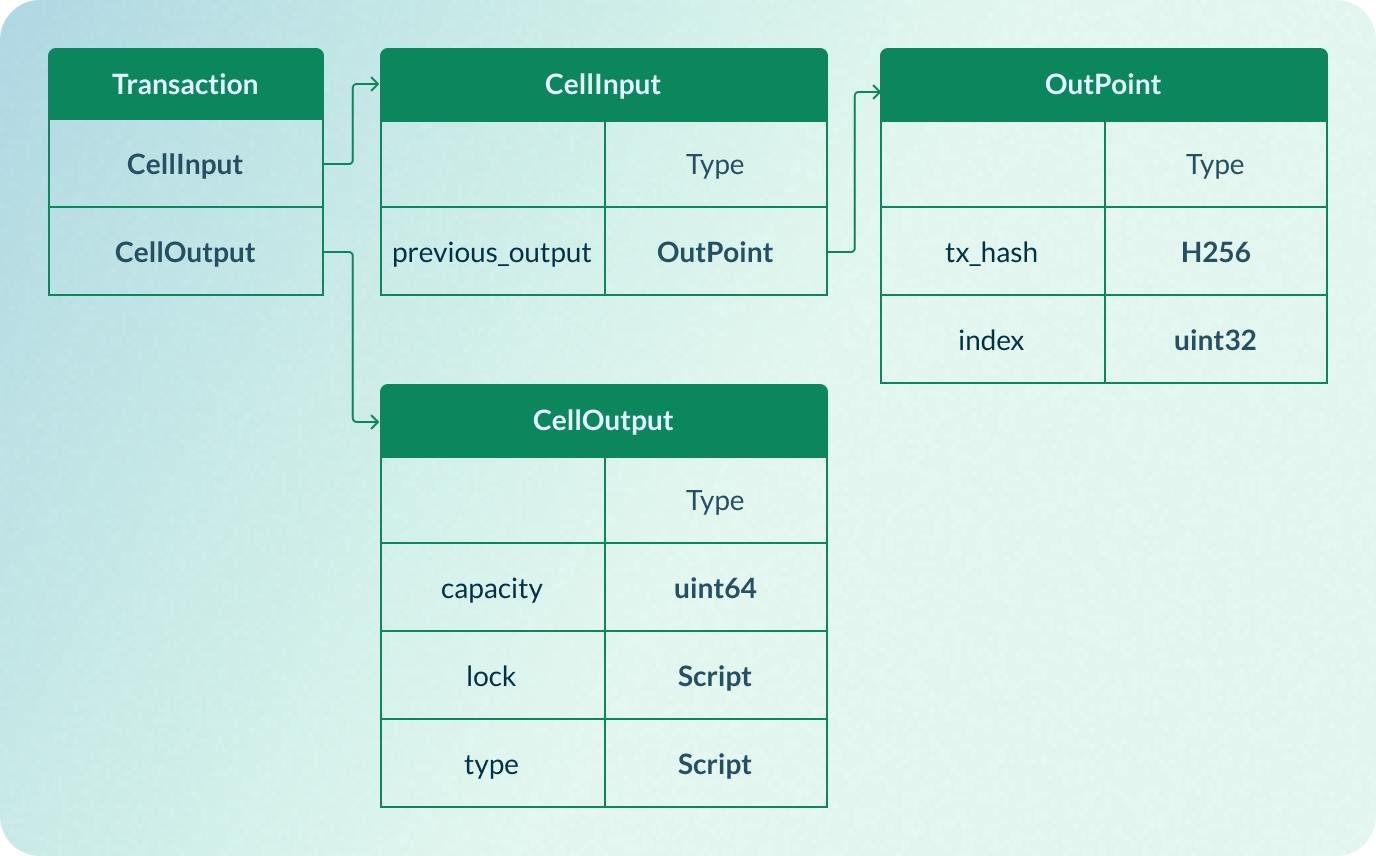 Transaction
CellInput
CellOutput
CellInput
Type
previous_output OutPoint
OutPoint
Type
tx_hash H256
index uint32
CellOutput
Type
capacity uint64
lock Script
type Script